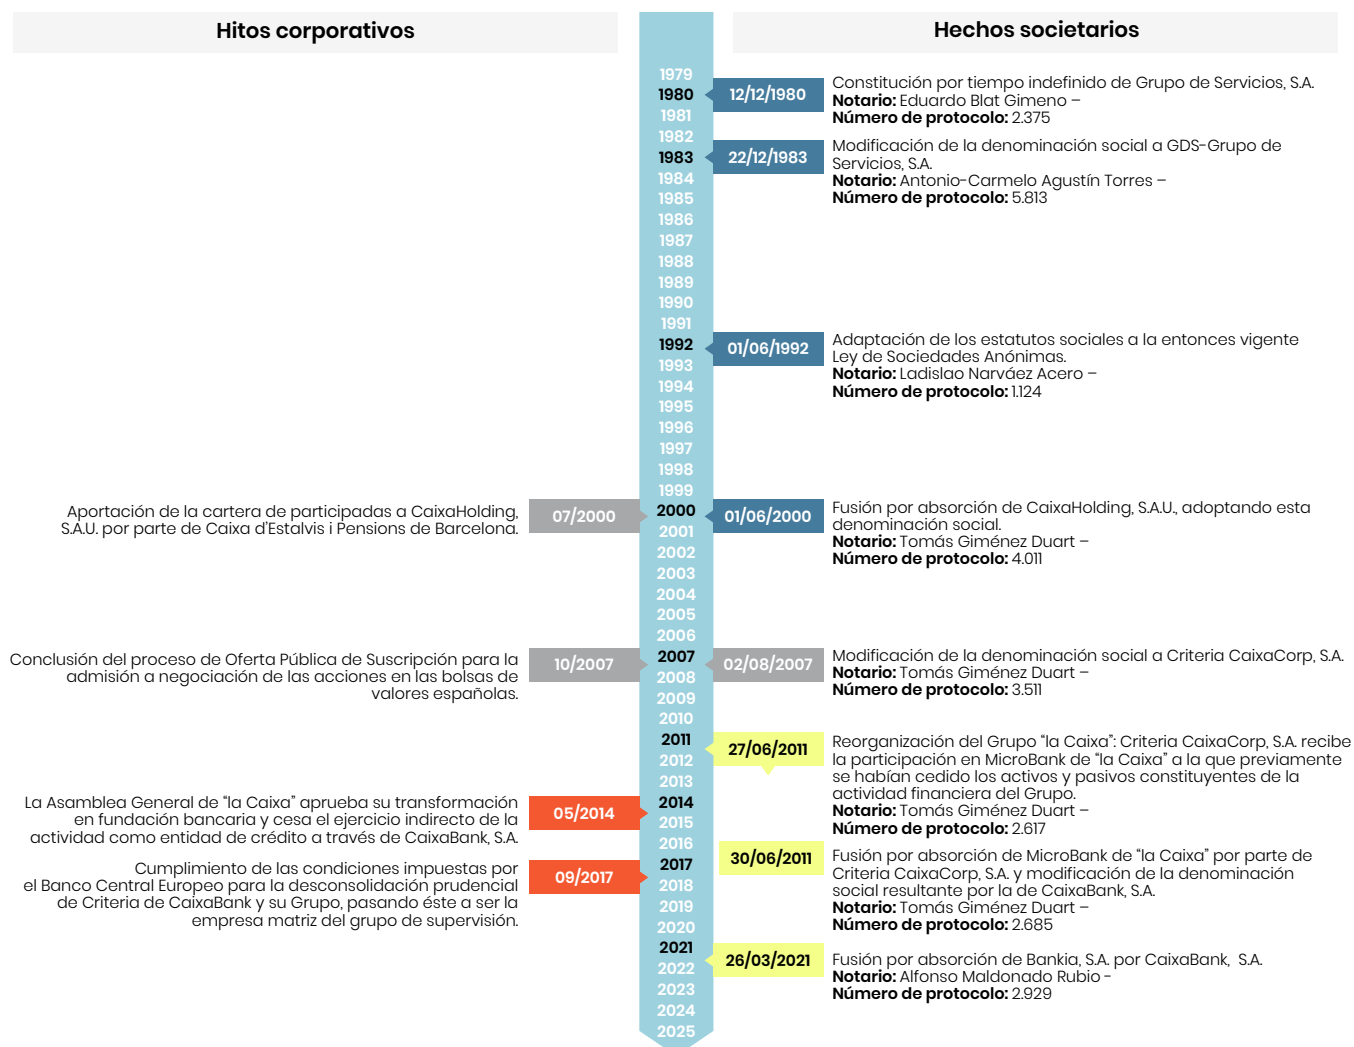 Hitos corporativos
Hechos societarios
1979
1980
1981
1982
1983
1984
1985
1986
1987
1988
1989
1990
1991
1992
1993
1994
1995
1996
1997
1998
1999
2000
2001
2002
2003
2004
2005
2006
2007
2008
2009
2010
2011
2012
2013
2014
2015
2016
2017
2018
2019
2020
2021
2022
2023
2024
2025
07/2000
Aportación de la cartera de participadas a CaixaHolding,
S.A.U. por parte de Caixa d'Estalvis i Pensions de Barcelona.
10/2007
Conclusión del proceso de Oferta Pública de Suscripción para la
admisión a negociación de las acciones en las bolsas de
valores españolas.
05/2014
La Asamblea General de “la Caixa” aprueba su transformación
en fundación bancaria y cesa el ejercicio indirecto de la
actividad como entidad de crédito a través de CaixaBank, S.A.
09/2017
Cumplimiento de las condiciones impuestas por
el Banco Central Europeo para la desconsolidación prudencial
de Criteria de CaixaBank y su Grupo, pasando éste a ser la
empresa matriz del grupo de supervisión.
12/12/1980
Constitución por tiempo indefinido de Grupo de Servicios, S.A.
Notario: Eduardo Blat Gimeno –
Número de protocolo: 2.375
22/12/1983
Modificación de la denominación social a GDS-Grupo de
Servicios, S.A.
Notario: Antonio-Carmelo Agustín Torres –
Número de protocolo: 5.813
01/06/1992
Adaptación de los estatutos sociales a la entonces vigente
Ley de Sociedades Anónimas.
Notario: Ladislao Narváez Acero –
Número de protocolo: 1.124
01/06/2000
Fusión por absorción de CaixaHolding, S.A.U., adoptando esta
denominación social.
Notario: Tomás Giménez Duart –
Número de protocolo: 4.011
02/08/2007
Modificación de la denominación social a Criteria CaixaCorp, S.A.
Notario: Tomás Giménez Duart –
Número de protocolo: 3.511
27/06/2011
Reorganización del Grupo “la Caixa”: Criteria CaixaCorp, S.A. recibe
la participación en MicroBank de “la Caixa” a la que previamente
se habían cedido los activos y pasivos constituyentes de la
actividad financiera del Grupo.
Notario: Tomás Giménez Duart –
Número de protocolo: 2.617
30/06/2011
Fusión por absorción de MicroBank de “la Caixa” por parte de
Criteria CaixaCorp, S.A. y modificación de la denominación
social resultante por la de CaixaBank, S.A.
Notario: Tomás Giménez Duart –
Número de protocolo: 2.685
26/03/2021
Fusión por absorción de Bankia, S.A. por CaixaBank, S.A.
Notario: Alfonso Maldonado Rubio -
Número de protocolo: 2.929